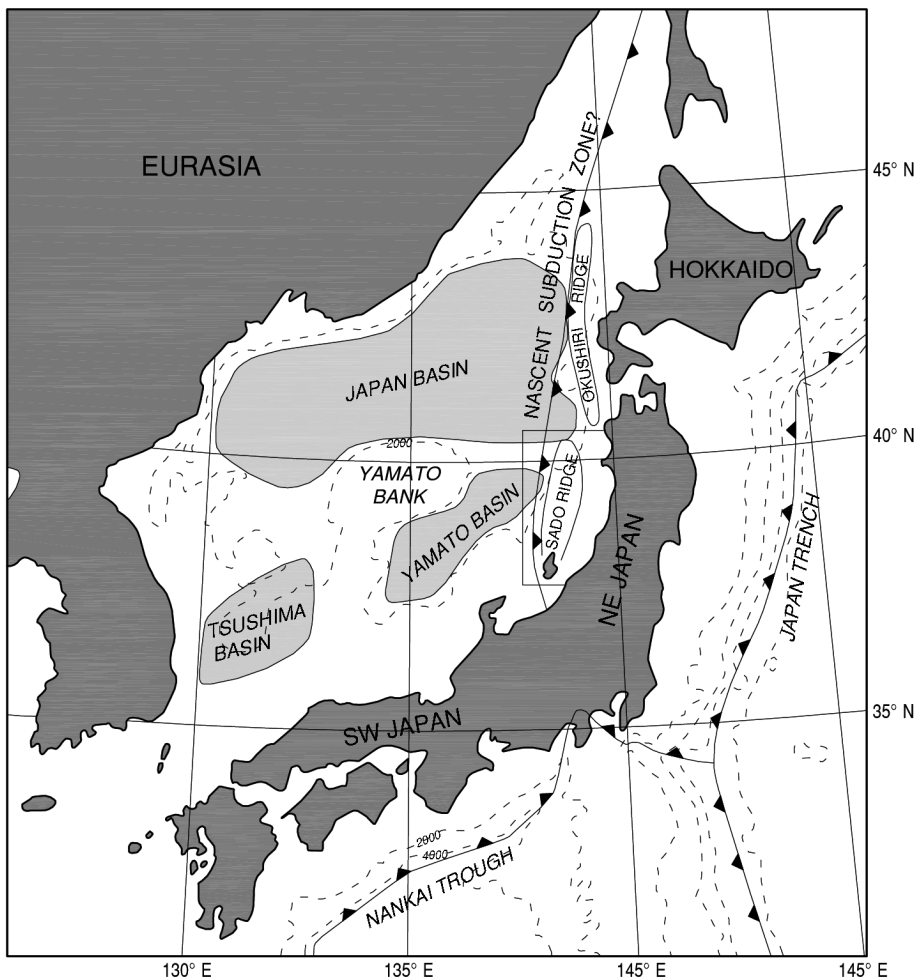 EURASIA
45° N
NASCENT SUBDUCTION ZONE?
HOKKAIDO
OKUSHIRI RIDGE
JAPAN BASIN
40° N
2000
YAMATO
BANK
SADO RIDGE
YAMATO BASIN
NE JAPAN
JAPAN TRENCH
TSUSHIMA
BASIN
35° N
SW JAPAN
2000
4000
NANKAI TROUGH
130° E
135° E
145° E
145° E